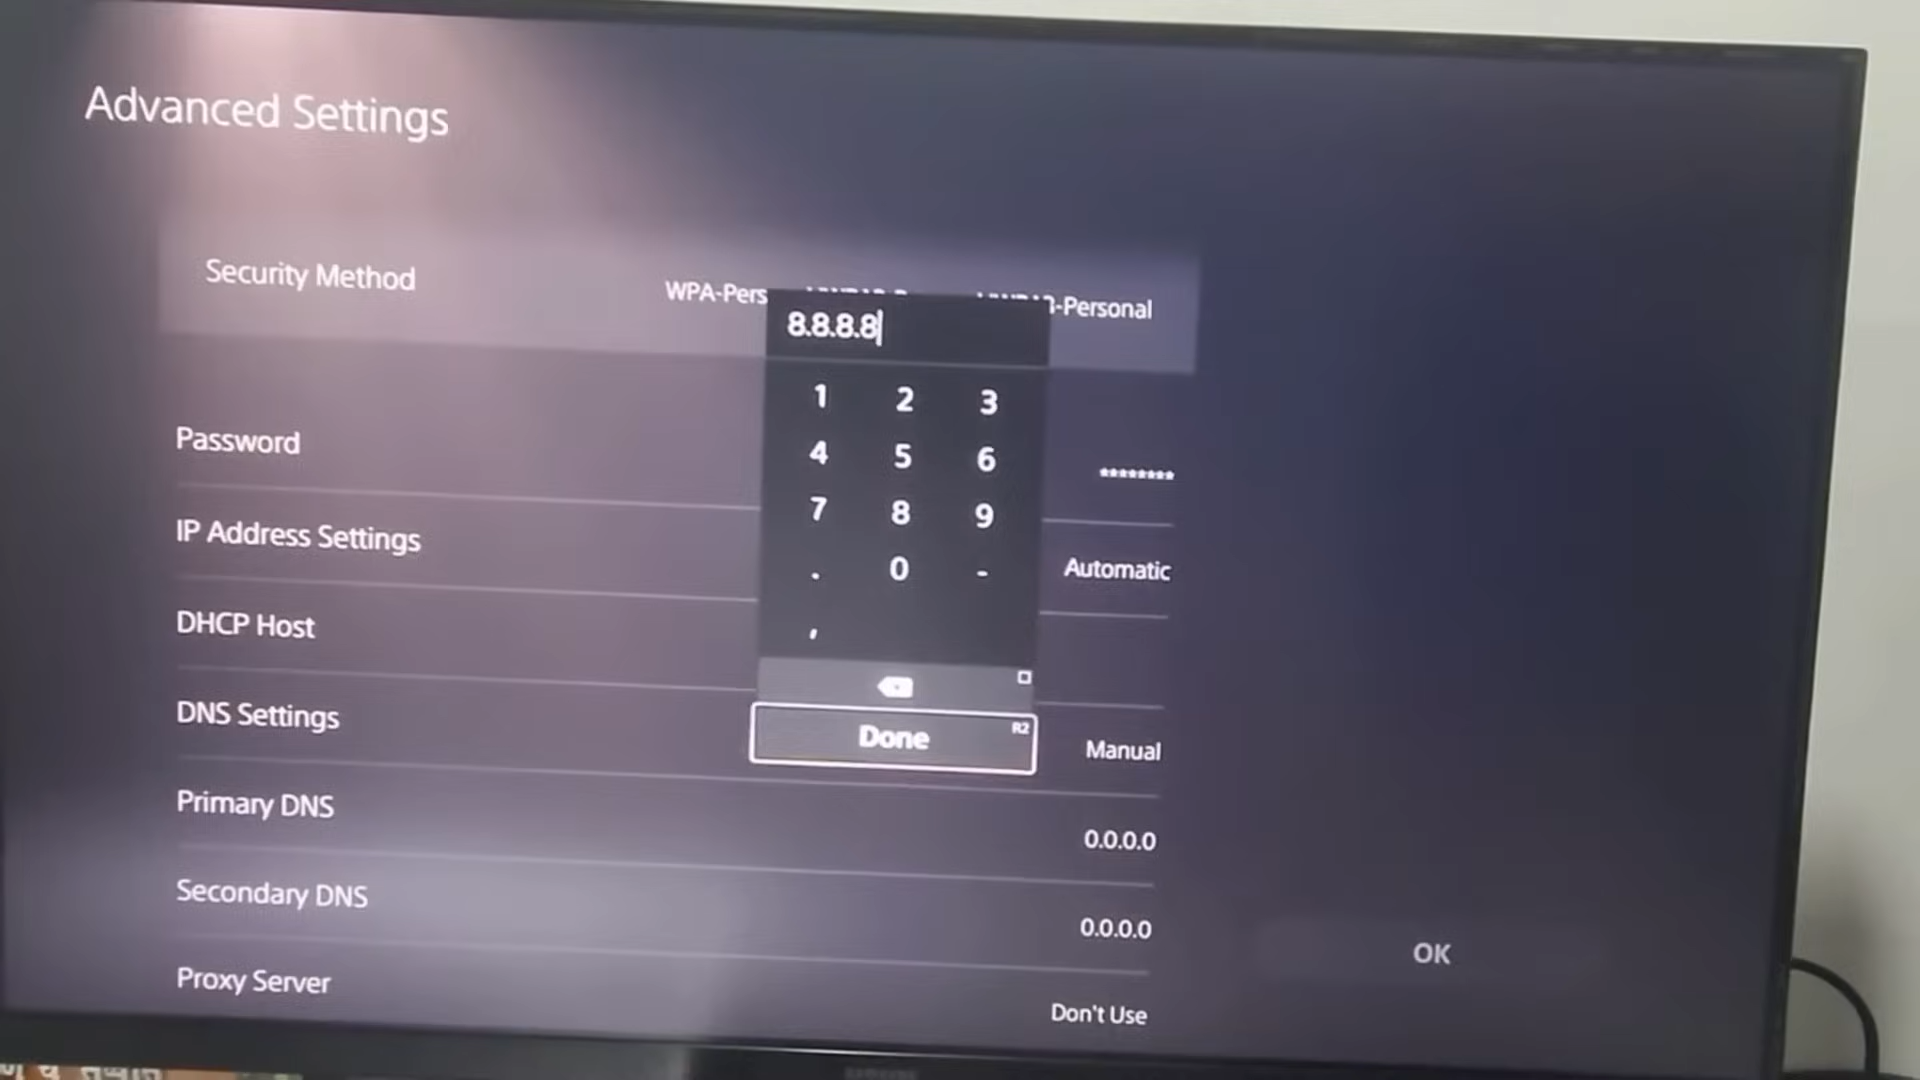 Advanced Settings
Security Method
WPA-Pers
-Personal
8.8.8.8
1 2 3
4 5 6
7 8 9
. 0 -
,
Done R2
Password ********
IP Address Settings Automatic
DHCP Host
DNS Settings Manual
Primary DNS 0.0.0.0
Secondary DNS 0.0.0.0
Proxy Server Don't Use
OK
SAMSUNG